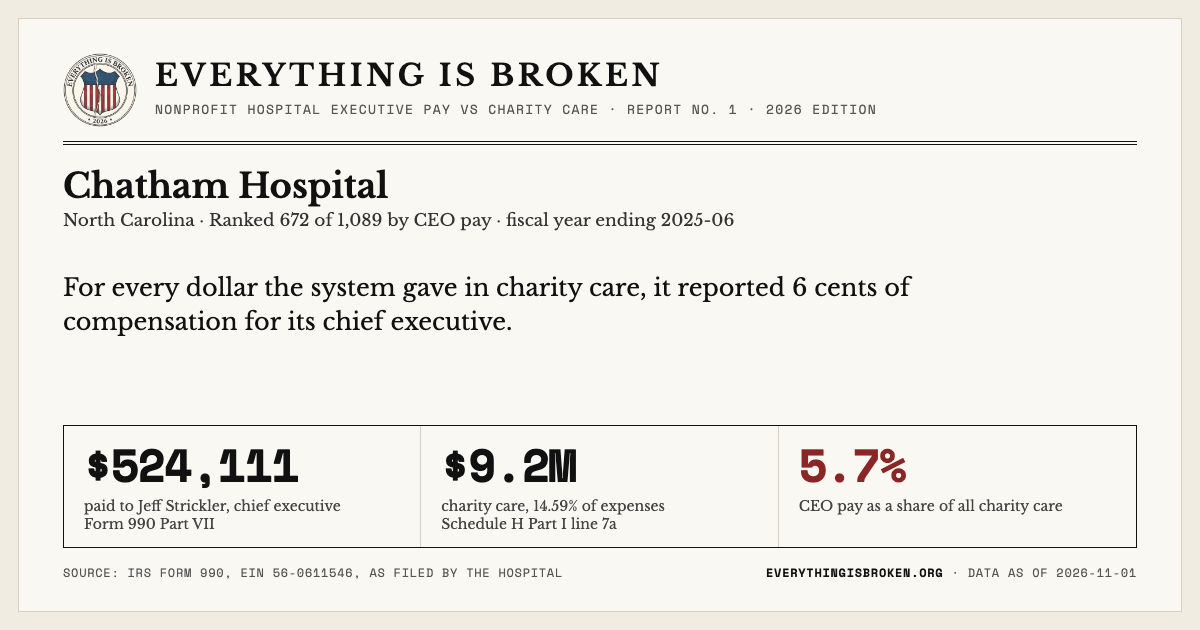 EVERYTHING IS BROKEN
· 2026 ·
EVERYTHING IS BROKEN
NONPROFIT HOSPITAL EXECUTIVE PAY VS CHARITY CARE · REPORT NO. 1 · 2026 EDITION
Chatham Hospital
North Carolina · Ranked 672 of 1,089 by CEO pay · fiscal year ending 2025-06
For every dollar the system gave in charity care, it reported 6 cents of
compensation for its chief executive.
$524,111
paid to Jeff Strickler, chief executive
Form 990 Part VII
$9.2M
charity care, 14.59% of expenses
Schedule H Part I line 7a
5.7%
CEO pay as a share of all charity care
SOURCE: IRS FORM 990, EIN 56-0611546, AS FILED BY THE HOSPITAL
EVERYTHINGISBROKEN.ORG · DATA AS OF 2026-11-01